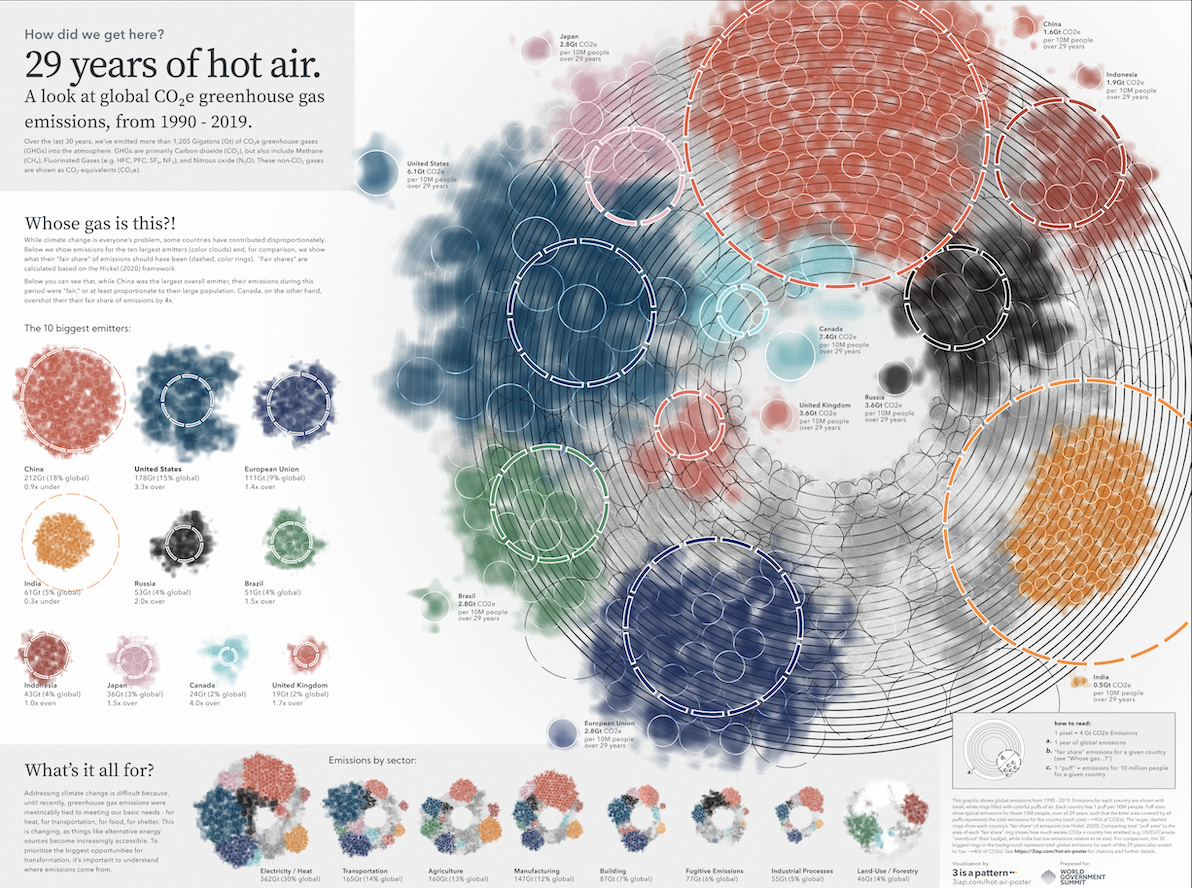 How did we get here?
29 years of hot air.
A look at global CO₂e greenhouse gas
emissions, from 1990 - 2019.
Over the last 30 years, we've emitted more than 1,205 Gigatons (Gt) of CO₂e greenhouse gases
(GHGs) into the atmosphere. GHGs are primarily Carbon dioxide (CO₂), but also include Methane
(CH₄), Fluorinated Gases (e.g. HFC, PFC, SF₆, NF₃), and Nitrous oxide (N₂O). These non-CO₂ gases
are shown as CO₂-equivalents (CO₂e).
Whose gas is this?!
While climate change is everyone's problem, some countries have contributed disproportionately.
Below we show emissions for the ten largest emitters (color clouds) and, for comparison, we show
what their "fair share" of emissions should have been (dashed, color rings). "Fair shares" are
calculated based on the Hickel (2020) framework.
Below you can see that, while China was the largest overall emitter, their emissions during this
period were "fair," or at least proportionate to their large population. Canada, on the other hand,
overshot their their fair share of emissions by 4x.
The 10 biggest emitters:
China
212Gt (18% global)
0.9x under
United States
178Gt (15% global)
3.3x over
European Union
111Gt (9% global)
1.4x over
India
61Gt (5% global)
0.3x under
Russia
53Gt (4% global)
2.0x over
Brazil
51Gt (4% global)
1.5x over
Indonesia
43Gt (4% global)
1.0x even
Japan
36Gt (3% global)
1.5x over
Canada
24Gt (2% global)
4.0x over
United Kingdom
19Gt (2% global)
1.7x over
Japan
2.8Gt CO2e
per 10M people
over 29 years
China
1.6Gt CO2e
per 10M people
over 29 years
Indonesia
1.9Gt CO2e
per 10M people
over 29 years
United States
6.1Gt CO2e
per 10M people
over 29 years
Canada
7.4Gt CO2e
per 10M people
over 29 years
United Kingdom
3.6Gt CO2e
per 10M people
over 29 years
Russia
3.6Gt CO2e
per 10M people
over 29 years
Brasil
2.8Gt CO2e
per 10M people
over 29 years
India
0.5Gt CO2e
per 10M people
over 29 years
European Union
2.8Gt CO2e
per 10M people
over 29 years
how to read:
1 pixel = 4 Gt CO2e Emissions
a. 1 year of global emissions
b. "fair share" emissions for a given country
(see "Whose gas...?")
c. 1 "puff" = emissions for 10 million people
for a given country
What's it all for?
Addressing climate change is difficult because,
until recently, greenhouse gas emissions were
inextricably tied to meeting our basic needs - for
heat, for transportation, for food, for shelter. This
is changing, as things like alternative energy
sources become increasingly accessible. To
prioritize the biggest opportunities for
transformation, it's important to understand
where emissions come from.
Emissions by sector:
Electricity / Heat
362Gt (30% global)
Transportation
165Gt (14% global)
Agriculture
160Gt (13% global)
Manufacturing
147Gt (12% global)
Building
87Gt (7% global)
Fugitive Emissions
77Gt (6% global)
Industrial Processes
55Gt (5% global)
Land-Use / Forestry
46Gt (4% global)
This graphic shows global emissions from 1990 - 2019. Emissions for each country are shown with
small, white rings filled with colorful puffs of air.
Visualization by:
3 is a pattern
3iap.com/hot-air-poster
Prepared for:
WORLD
GOVERNMENT
SUMMIT